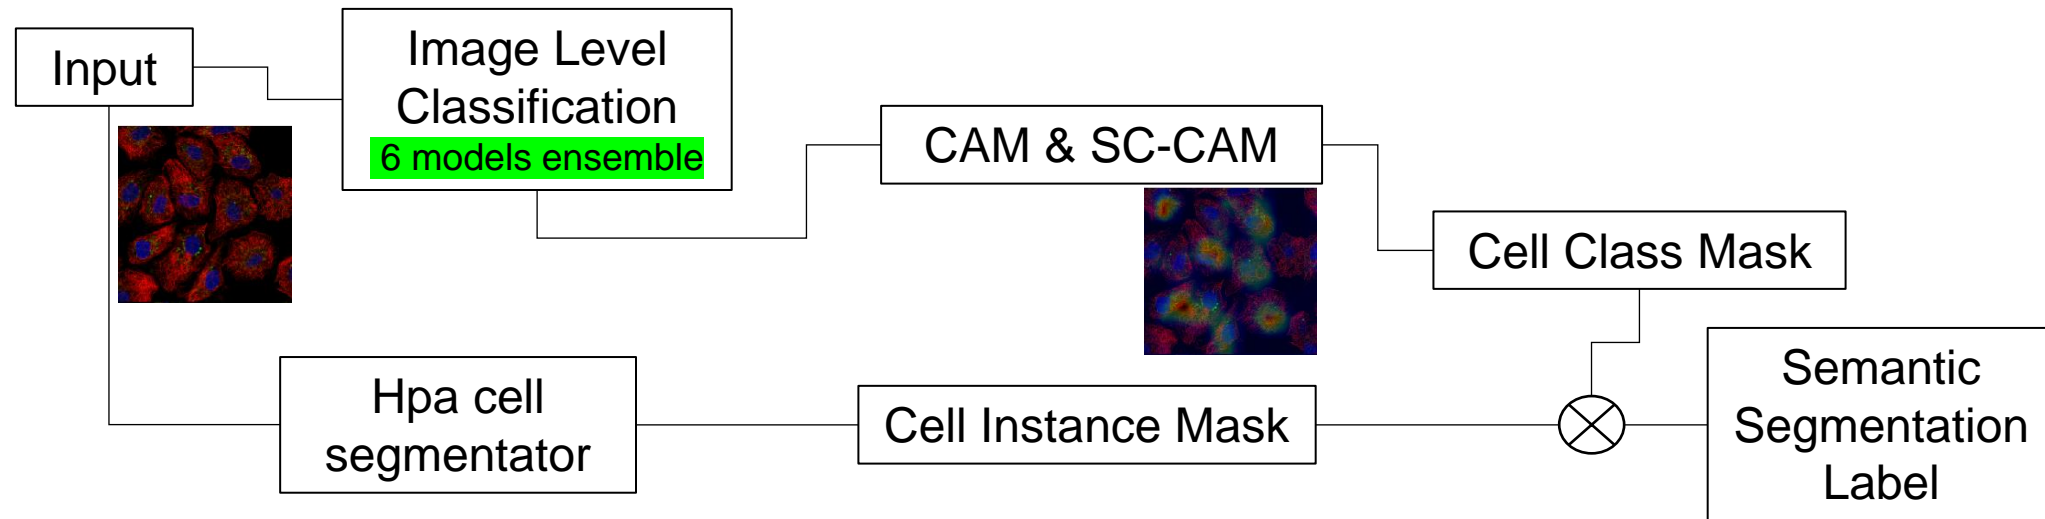 Input
Image Level
Classification
6 models ensemble
CAM & SC-CAM
Cell Class Mask
Hpa cell
segmentator
Cell Instance Mask
Semantic
Segmentation
Label